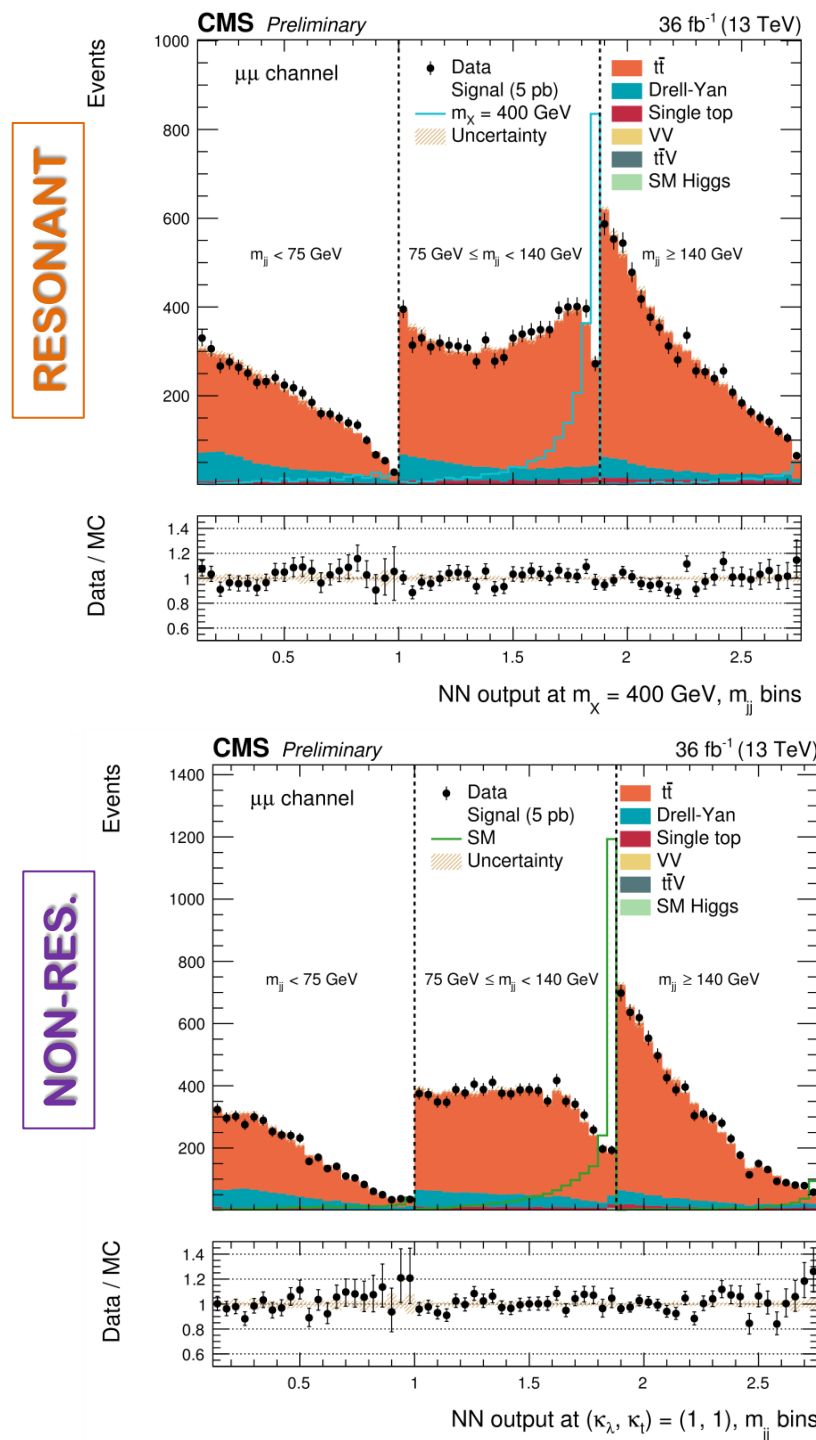 CMS Preliminary 36 fb⁻¹ (13 TeV)
RESONANT
Events
1000
800
600
400
200
μμ channel
Data
Signal (5 pb)
m_X = 400 GeV
Uncertainty
tt̄
Drell-Yan
Single top
VV
tt̄V
SM Higgs
m_jj < 75 GeV
75 GeV ≤ m_jj < 140 GeV
m_jj ≥ 140 GeV
Data / MC
1.4
1.2
1
0.8
0.6
0.5 1 1.5 2 2.5
NN output at m_X = 400 GeV, m_jj bins
CMS Preliminary 36 fb⁻¹ (13 TeV)
NON-RES.
Events
1400
1200
1000
800
600
400
200
μμ channel
Data
Signal (5 pb)
SM
Uncertainty
tt̄
Drell-Yan
Single top
VV
tt̄V
SM Higgs
m_jj < 75 GeV
75 GeV ≤ m_jj < 140 GeV
m_jj ≥ 140 GeV
Data / MC
1.4
1.2
1
0.8
0.6
0.5 1 1.5 2 2.5
NN output at (κ_λ, κ_t) = (1, 1), m_jj bins